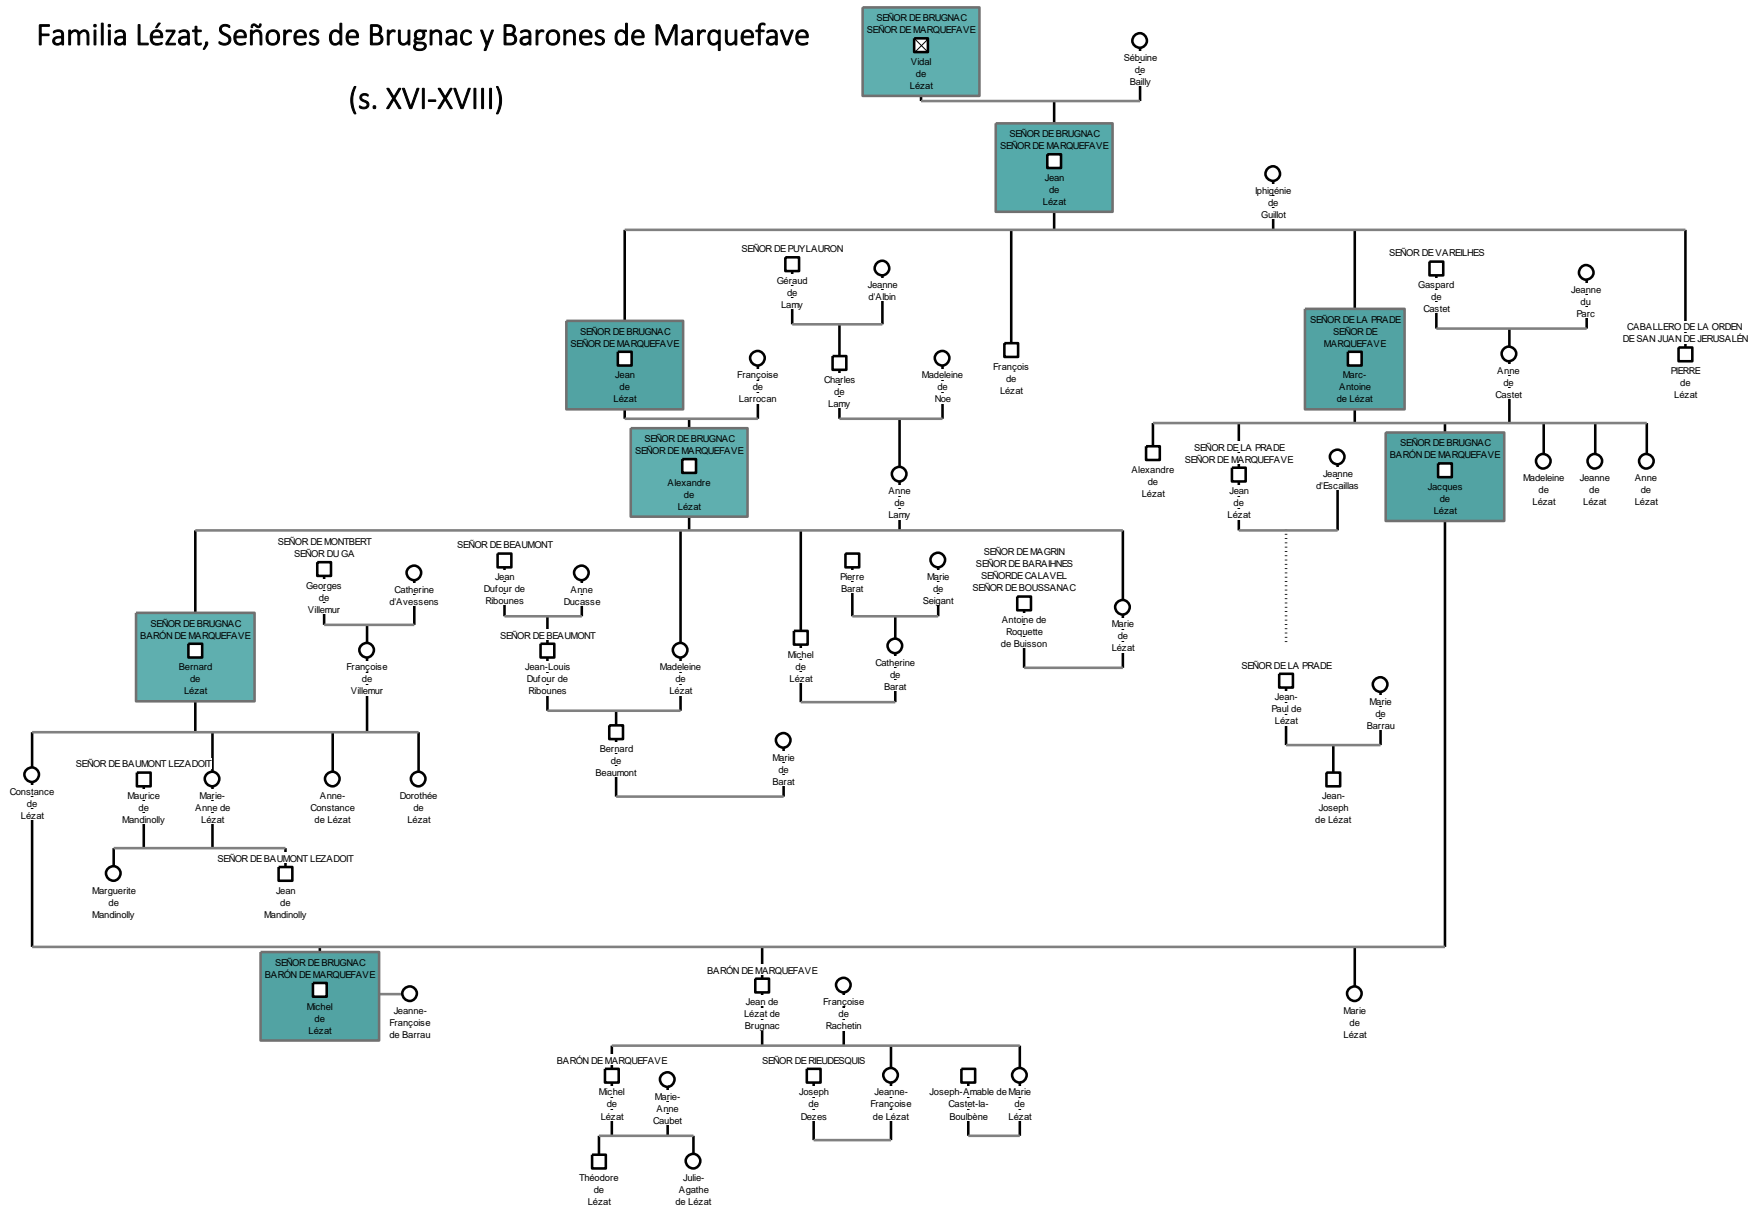 Familia Lézat, Señores de Brugnac y Barones de Marquefave
(s. XVI-XVIII)
SEÑOR DE BRUGNAC
SEÑOR DE MARQUEFAVE
Vidal
de
Lézat
Sébuine
de
Bailly
SEÑOR DE BRUGNAC
SEÑOR DE MARQUEFAVE
Jean
de
Lézat
Iphigénie
de
Guillot
SEÑOR DE PUYLAURON
Géraud
de
Lamy
Jeanne
d'Albin
SEÑOR DE VAREILHES
Gaspard
de
Castet
Jeanne
du
Parc
SEÑOR DE BRUGNAC
SEÑOR DE MARQUEFAVE
Jean
de
Lézat
Françoise
de
Larrocan
Charles
de
Lamy
Madeleine
de
Noe
François
de
Lézat
SEÑOR DE LA PRADE
SEÑOR DE
MARQUEFAVE
Marc-
Antoine
de Lézat
Anne
de
Castet
CABALLERO DE LA ORDEN
DE SAN JUAN DE JERUSALÉN
PIERRE
de
Lézat
SEÑOR DE BRUGNAC
SEÑOR DE MARQUEFAVE
Alexandre
de
Lézat
Anne
de
Lamy
Alexandre
de
Lézat
SEÑOR DE LA PRADE
SEÑOR DE MARQUEFAVE
Jean
de
Lézat
Jeanne
d'Escaillas
SEÑOR DE BRUGNAC
BARÓN DE MARQUEFAVE
Jacques
de
Lézat
Madeleine
de
Lézat
Jeanne
de
Lézat
Anne
de
Lézat
SEÑOR DE MONTBERT
SEÑOR DU GA
Georges
de
Villemur
Catherine
d'Avessens
SEÑOR DE BEAUMONT
Jean
Dufour de
Ribounes
Anne
Ducasse
Pierre
Barat
Marie
de
Seigant
SEÑOR DE MAGRIN
SEÑOR DE BARAIHNES
SEÑORDE CALAVEL
SEÑOR DE BOUSSANAC
Antoine de
Roquette
de Buisson
Marie
de
Lézat
SEÑOR DE BRUGNAC
BARÓN DE MARQUEFAVE
Bernard
de
Lézat
Françoise
de
Villemur
SEÑOR DE BEAUMONT
Jean-Louis
Dufour de
Ribounes
Madeleine
de
Lézat
Michel
de
Lézat
Catherine
de
Barat
SEÑOR DE LA PRADE
Jean-
Paul de
Lézat
Marie
de
Barrau
Bernard
de
Beaumont
Marie
de
Barat
Constance
de
Lézat
SEÑOR DE BAUMONT LEZADOIT
Maurice
de
Mandinolly
Marie-
Anne de
Lézat
Anne-
Constance
de Lézat
Dorothée
de
Lézat
Jean-
Joseph
de Lézat
Marguerite
de
Mandinolly
SEÑOR DE BAUMONT LEZADOIT
Jean
de
Mandinolly
SEÑOR DE BRUGNAC
BARÓN DE MARQUEFAVE
Michel
de
Lézat
Jeanne-
Françoise
de Barrau
BARÓN DE MARQUEFAVE
Jean de
Lézat de
Brugnac
Françoise
de
Rachetin
Marie
de
Lézat
BARÓN DE MARQUEFAVE
Michel
de
Lézat
Marie-
Anne
Caubet
SEÑOR DE RIEUDESQUIS
Joseph
de
Dezes
Jeanne-
Françoise
de Lézat
Joseph-Amable de
Castet-la-
Boulbène
Marie
de
Lézat
Théodore
de
Lézat
Julie-
Agathe
de Lézat